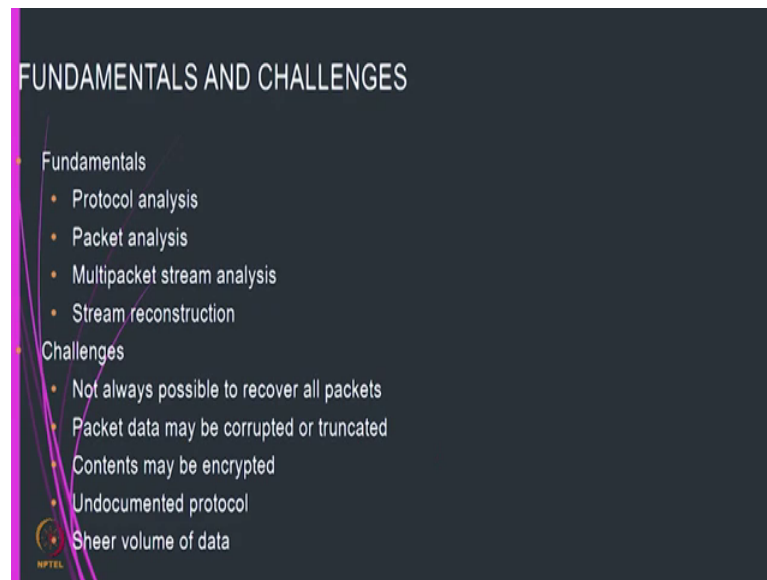 FUNDAMENTALS AND CHALLENGES
Fundamentals
Protocol analysis
Packet analysis
Multipacket stream analysis
Stream reconstruction
Challenges
Not always possible to recover all packets
Packet data may be corrupted or truncated
Contents may be encrypted
Undocumented protocol
Sheer volume of data
NPTEL